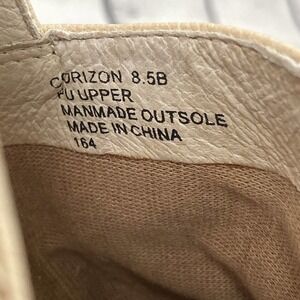 CORIZON 8.5B
PU UPPER
MANMADE OUTSOLE
MADE IN CHINA
164